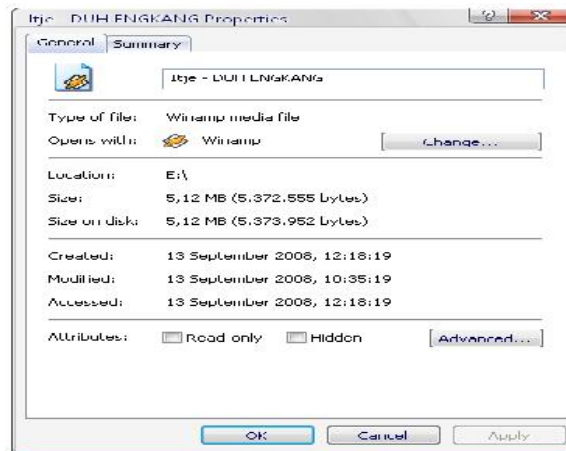 Itje - DUH ENGKANG Properties
General Summary
Itje - DUH ENGKANG
Type of file: Winamp media file
Opens with: Winamp Change...
Location: E:\
Size: 5,12 MB (5.372.555 bytes)
Size on disk: 5,12 MB (5.373.952 bytes)
Created: 13 September 2008, 12:18:19
Modified: 13 September 2008, 10:35:19
Accessed: 13 September 2008, 12:18:19
Attributes: Read-only Hidden Advanced...
OK Cancel Apply